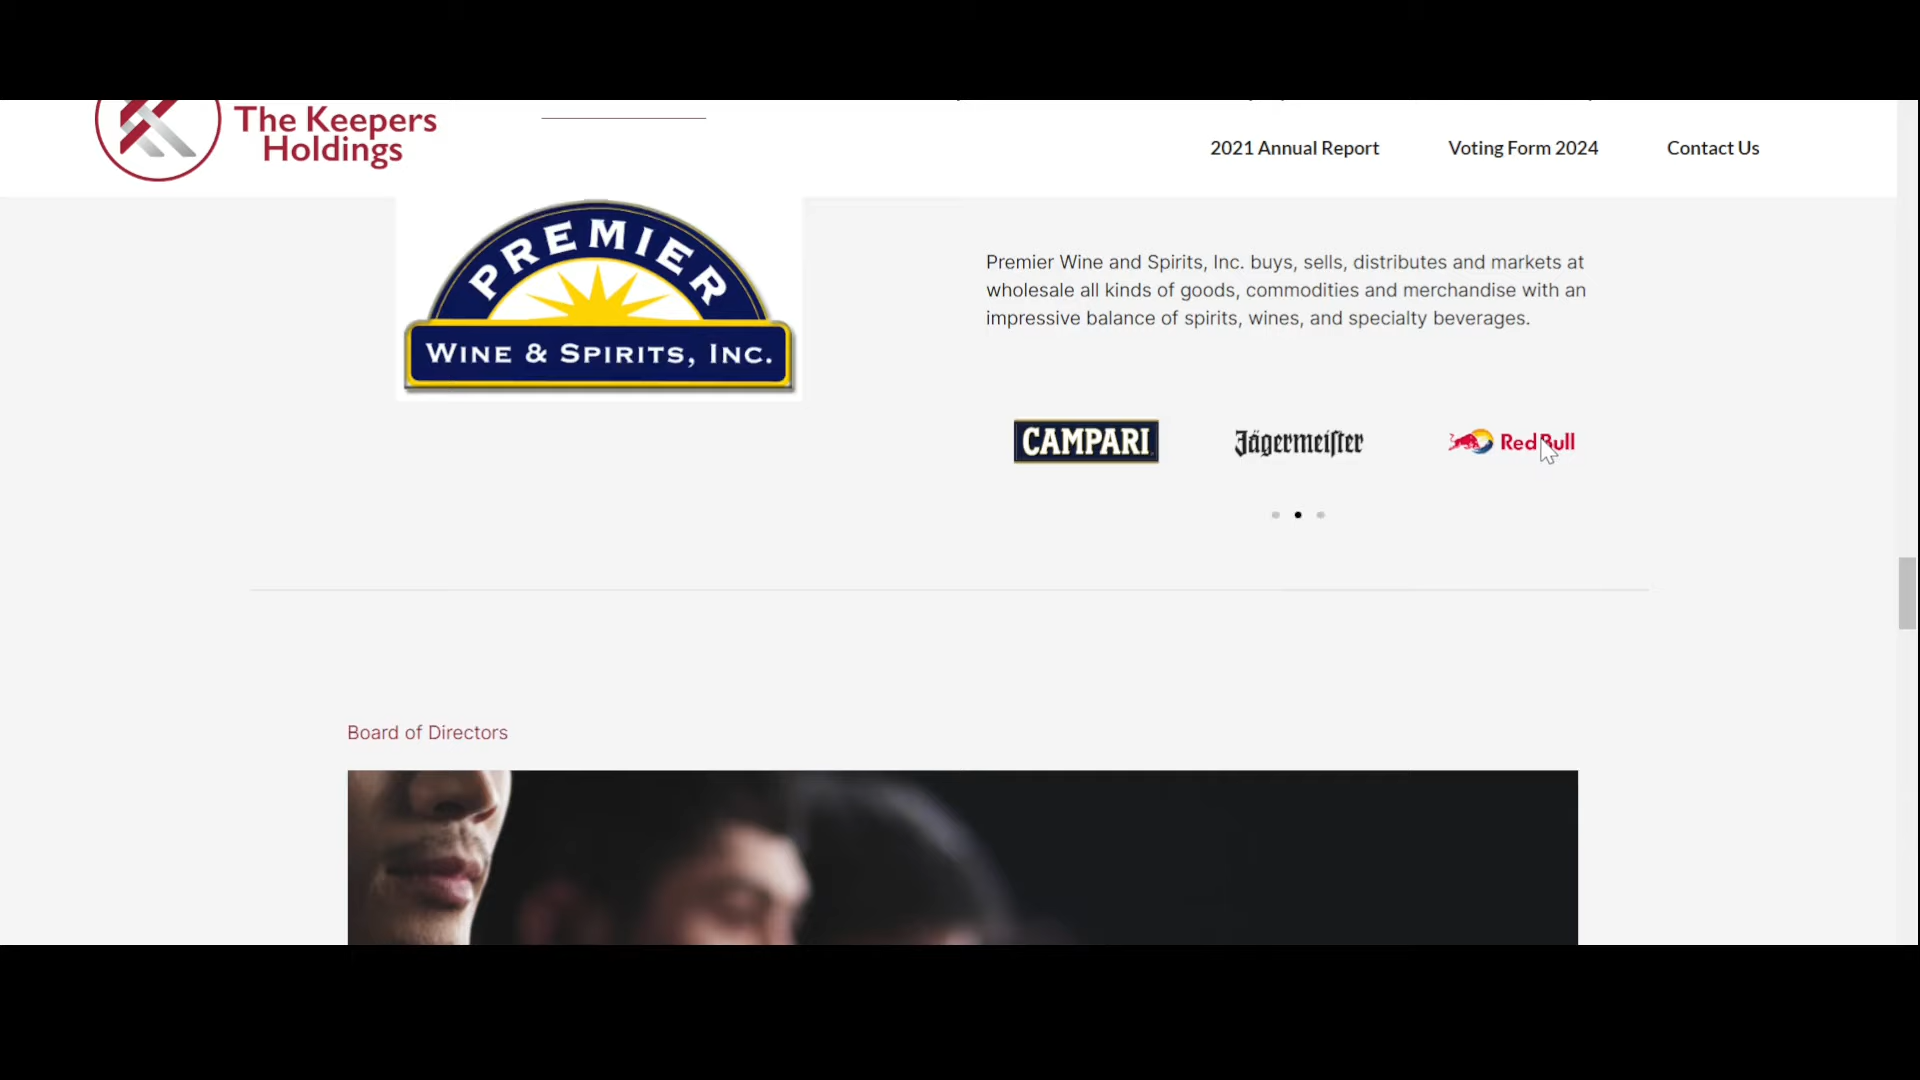 The Keepers
Holdings
2021 Annual Report
Voting Form 2024
Contact Us
PREMIER
WINE & SPIRITS, INC.
Premier Wine and Spirits, Inc. buys, sells, distributes and markets at
wholesale all kinds of goods, commodities and merchandise with an
impressive balance of spirits, wines, and specialty beverages.
CAMPARI
Jägermeiſter
Red Bull
Board of Directors